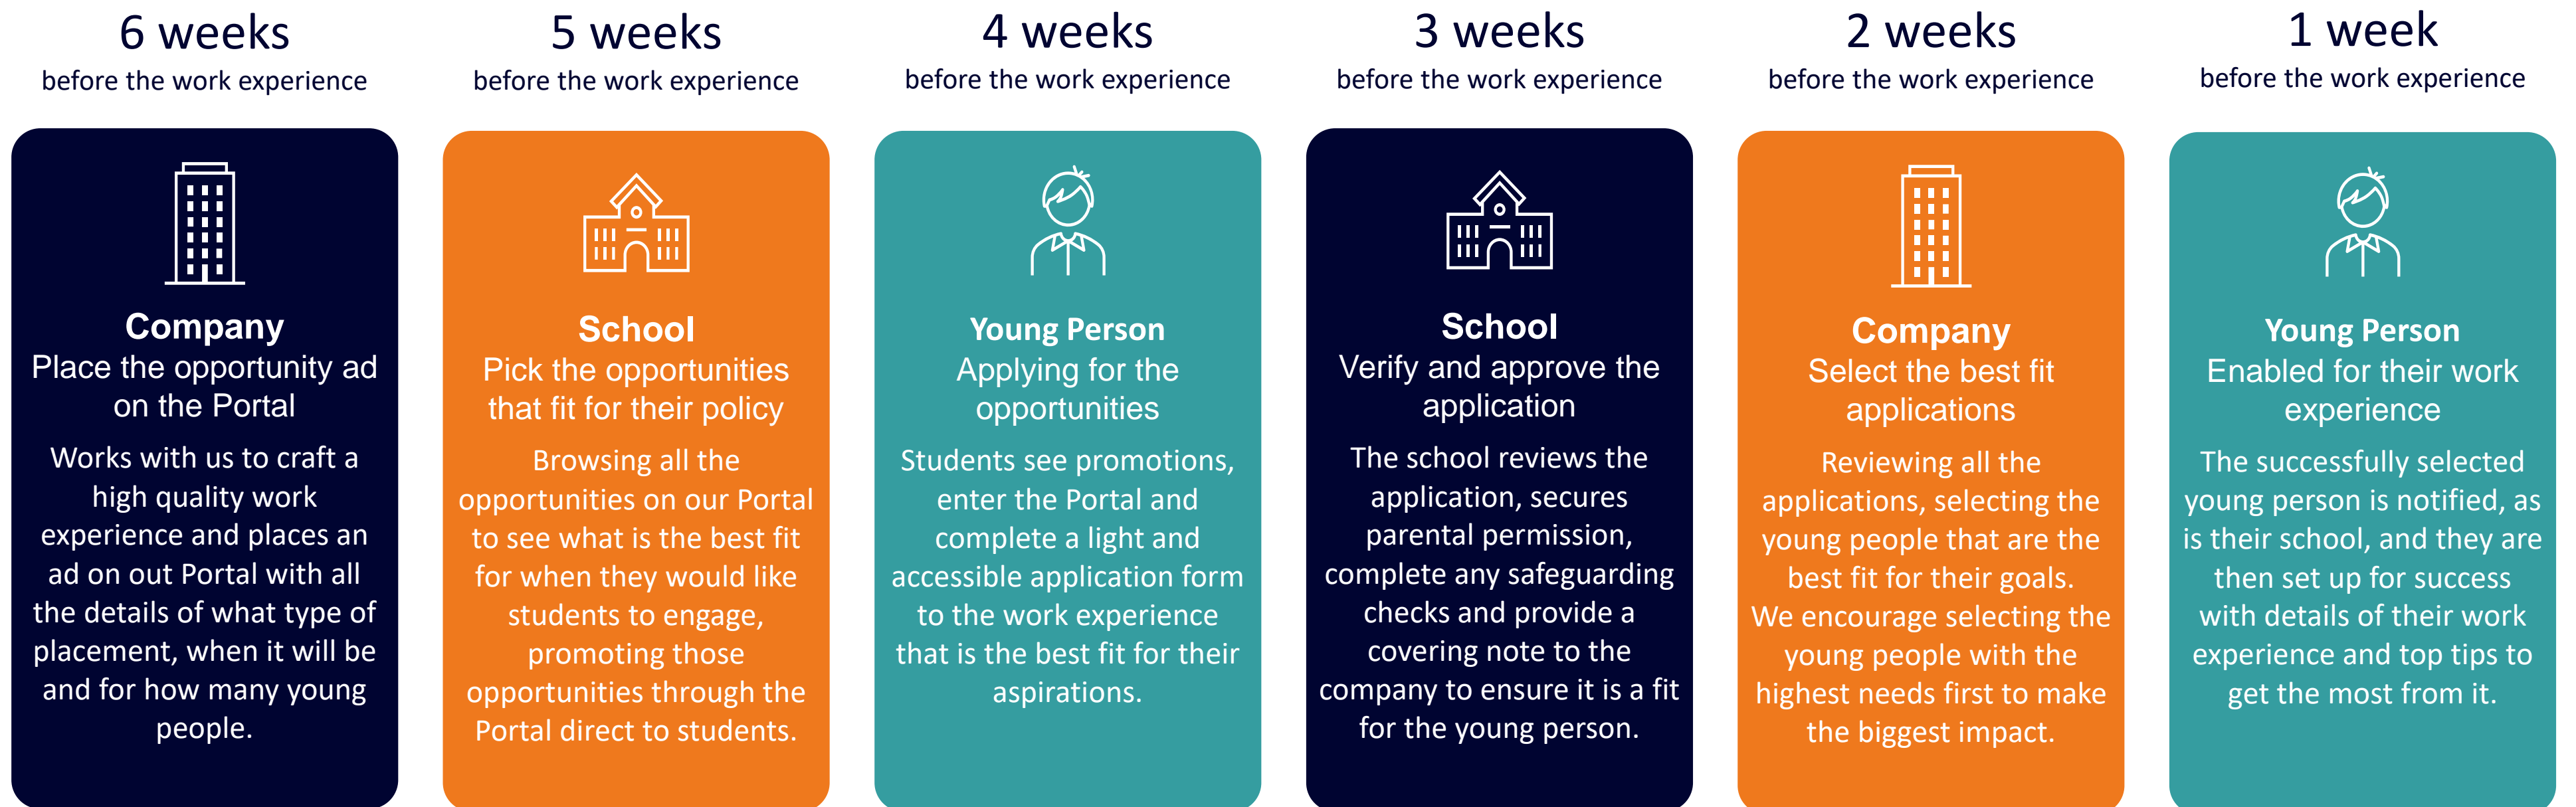 6 weeks
before the work experience
Company
Place the opportunity ad
on the Portal
Works with us to craft a
high quality work
experience and places an
ad on out Portal with all
the details of what type of
placement, when it will be
and for how many young
people.
5 weeks
before the work experience
School
Pick the opportunities
that fit for their policy
Browsing all the
opportunities on our Portal
to see what is the best fit
for when they would like
students to engage,
promoting those
opportunities through the
Portal direct to students.
4 weeks
before the work experience
Young Person
Applying for the
opportunities
Students see promotions,
enter the Portal and
complete a light and
accessible application form
to the work experience
that is the best fit for their
aspirations.
3 weeks
before the work experience
School
Verify and approve the
application
The school reviews the
application, secures
parental permission,
complete any safeguarding
checks and provide a
covering note to the
company to ensure it is a fit
for the young person.
2 weeks
before the work experience
Company
Select the best fit
applications
Reviewing all the
applications, selecting the
young people that are the
best fit for their goals.
We encourage selecting the
young people with the
highest needs first to make
the biggest impact.
1 week
before the work experience
Young Person
Enabled for their work
experience
The successfully selected
young person is notified, as
is their school, and they are
then set up for success
with details of their work
experience and top tips to
get the most from it.